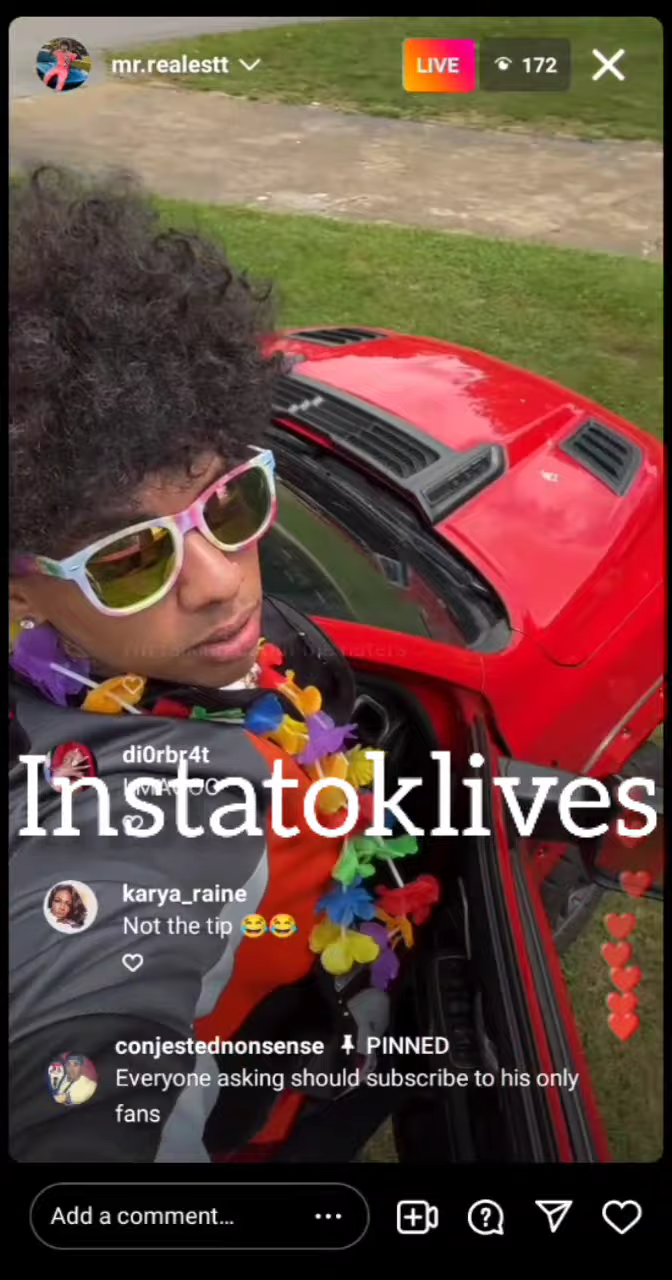 mr.realestt
LIVE
172
di0rbr4t
Instatoklives
karya_raine
Not the tip 😂😂
conjestednonsense PINNED
Everyone asking should subscribe to his only
fans
Add a comment...